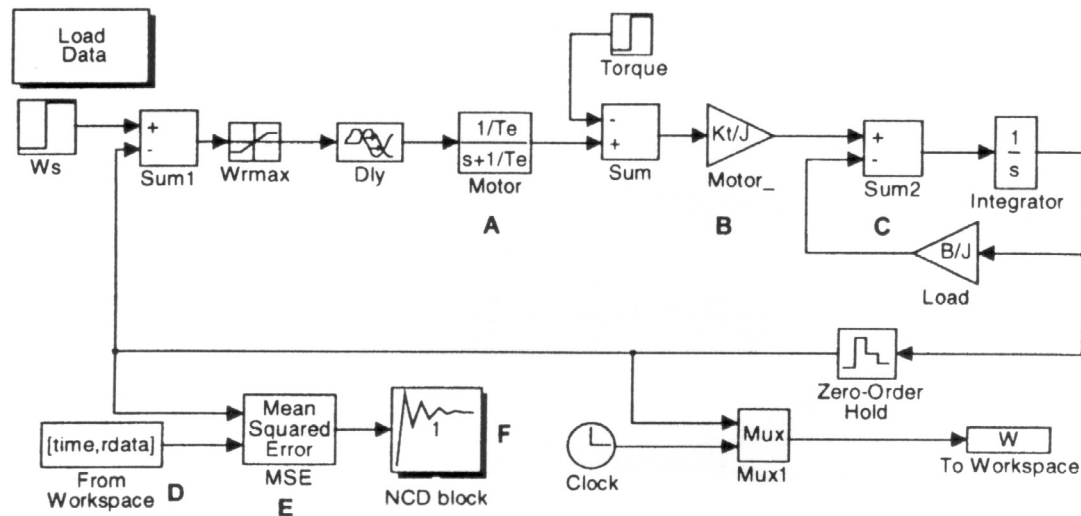 Load
Data
Torque
+
-
-
+
+
-
1/Te
s+1/Te
Kt/J
1
s
Ws
Sum1
Wrmax
Dly
Motor
Sum
Motor_
Sum2
Integrator
A
B
C
B/J
Load
Zero-Order
Hold
[time,rdata]
From
Workspace
D
Mean
Squared
Error
MSE
E
1
NCD block
F
Clock
Mux
Mux1
W
To Workspace